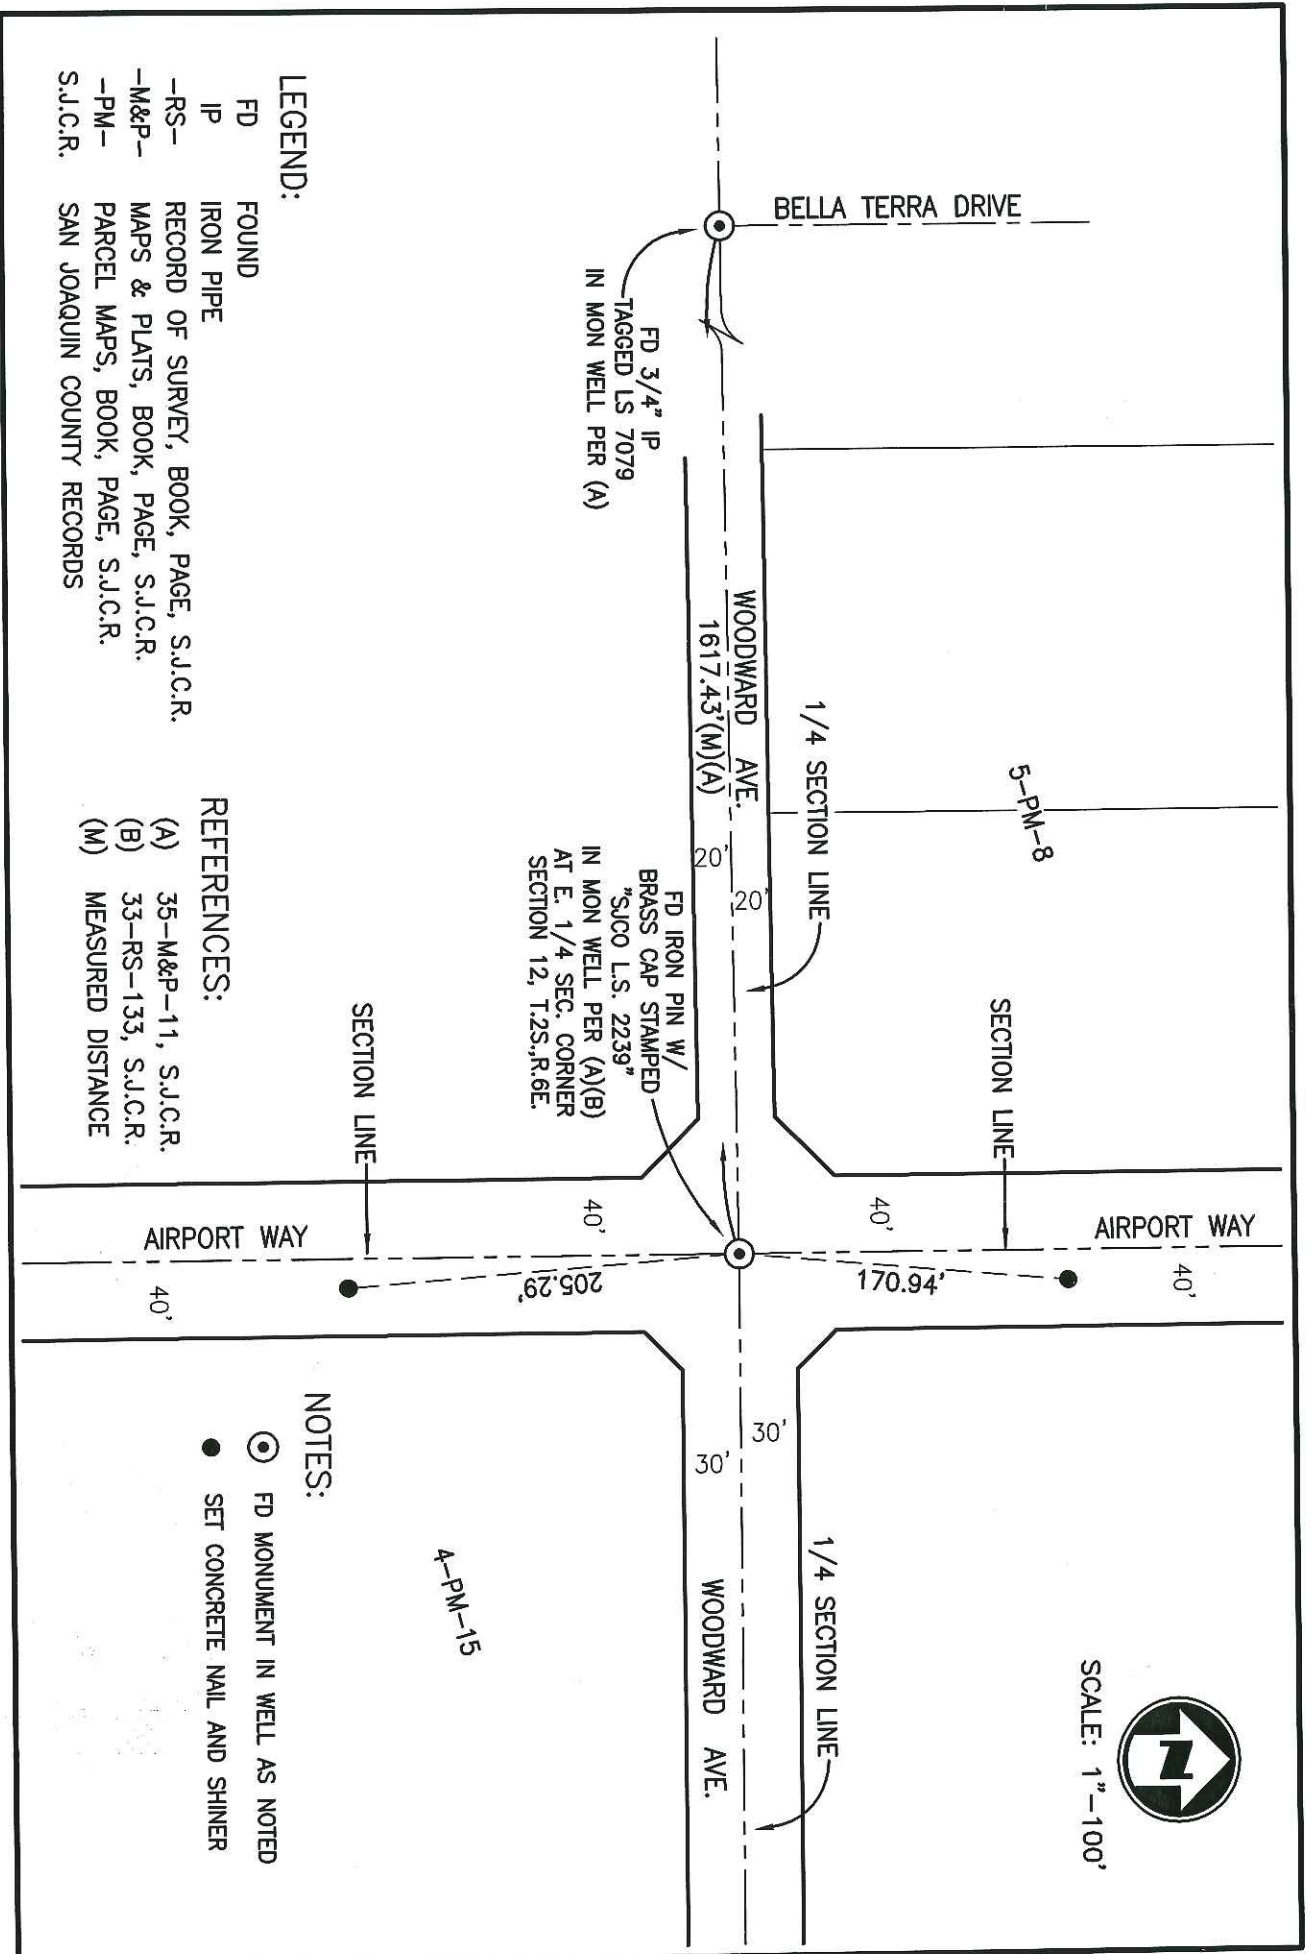 BELLA TERRA DRIVE
FD 3/4" IP
TAGGED LS 7079
IN MON WELL PER (A)
WOODWARD AVE.
1617.43'(M)(A)
1/4 SECTION LINE
5-PM-8
20'
20'
FD IRON PIN W/
BRASS CAP STAMPED
"SJCO L.S. 2239"
IN MON WELL PER (A)(B)
AT E. 1/4 SEC. CORNER
SECTION 12, T.2S.,R.6E.
SECTION LINE
SECTION LINE
AIRPORT WAY
40'
40'
170.94'
AIRPORT WAY
40'
40'
205.29'
30'
30'
1/4 SECTION LINE
WOODWARD AVE.
4-PM-15
N
SCALE: 1"-100'
LEGEND:
FD FOUND
IP IRON PIPE
-RS- RECORD OF SURVEY, BOOK, PAGE, S.J.C.R.
-M&P- MAPS & PLATS, BOOK, PAGE, S.J.C.R.
-PM- PARCEL MAPS, BOOK, PAGE, S.J.C.R.
S.J.C.R. SAN JOAQUIN COUNTY RECORDS
REFERENCES:
(A) 35-M&P-11, S.J.C.R.
(B) 33-RS-133, S.J.C.R.
(M) MEASURED DISTANCE
NOTES:
FD MONUMENT IN WELL AS NOTED
SET CONCRETE NAIL AND SHINER